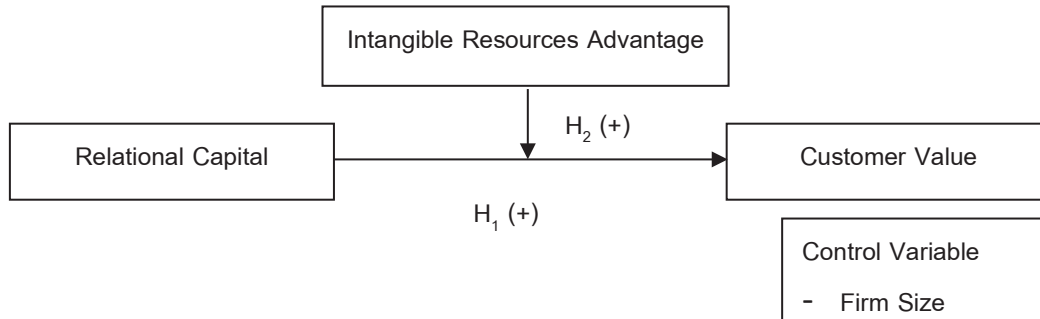 Intangible Resources Advantage
H₂ (+)
Relational Capital
Customer Value
H₁ (+)
Control Variable
- Firm Size